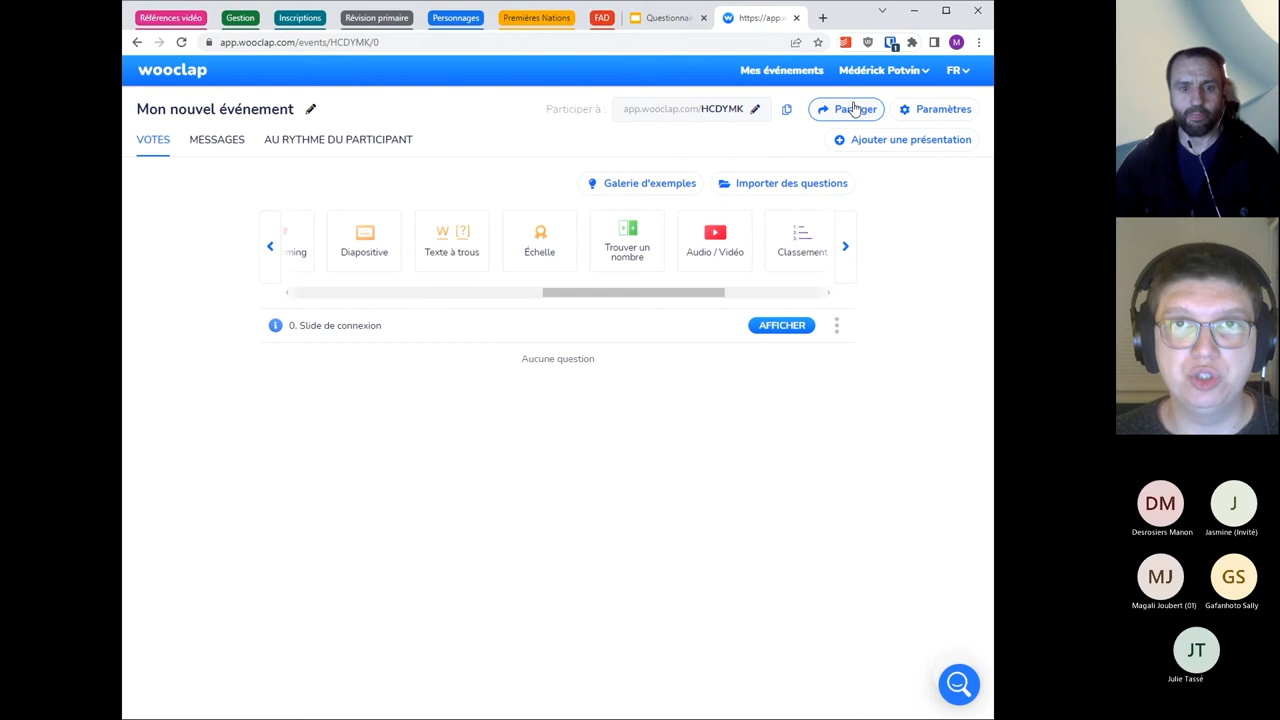 Références vidéo
Gestion
Inscriptions
Révision primaire
Personnages
Premières Nations
FAD
Questionnai
https://app.
app.wooclap.com/events/HCDYMK/0
M
wooclap
Mes événements
Médérick Potvin
FR
Mon nouvel événement
Participer à :
app.wooclap.com/HCDYMK
Partager
Paramètres
VOTES
MESSAGES
AU RYTHME DU PARTICIPANT
Ajouter une présentation
Galerie d'exemples
Importer des questions
ming
Diapositive
W [?]
Texte à trous
Échelle
Trouver un
nombre
Audio / Vidéo
Classement
0. Slide de connexion
AFFICHER
Aucune question
DM
Desrosiers Manon
J
Jasmine (Invité)
MJ
Magali Joubert (01)
GS
Gafanhoto Sally
JT
Julie Tassé